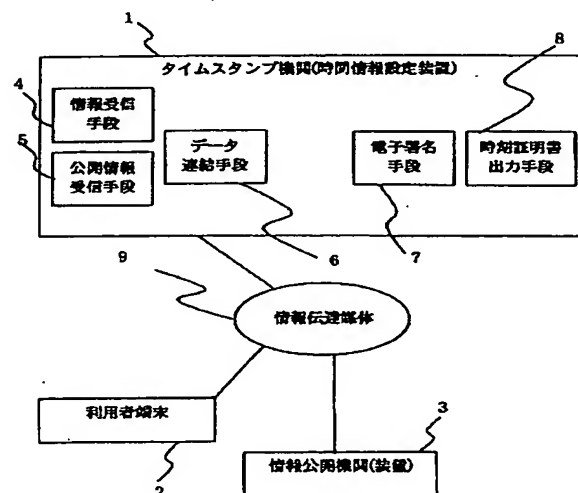 1
タイムスタンプ機関(時間情報設定装置)
8
4
情報受信
手段
5
公開情報
受信手段
データ
連結手段
電子署名
手段
時刻証明書
出力手段
9
6
7
情報伝達媒体
利用者端末
2
3
情報公開機関(装置)